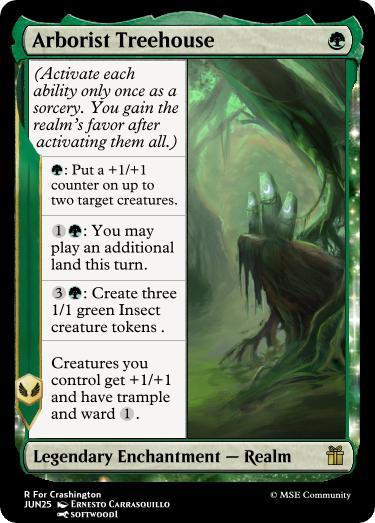 Arborist Treehouse
(Activate each
ability only once as a
sorcery. You gain the
realm's favor after
activating them all.)
: Put a +1/+1
counter on up to
two target creatures.
1 : You may
play an additional
land this turn.
3 : Create three
1/1 green Insect
creature tokens .
Creatures you
control get +1/+1
and have trample
and ward 1 .
Legendary Enchantment — Realm
R For Crashington
JUN25 Ernesto Carrasquillo
softwood1
© MSE Community